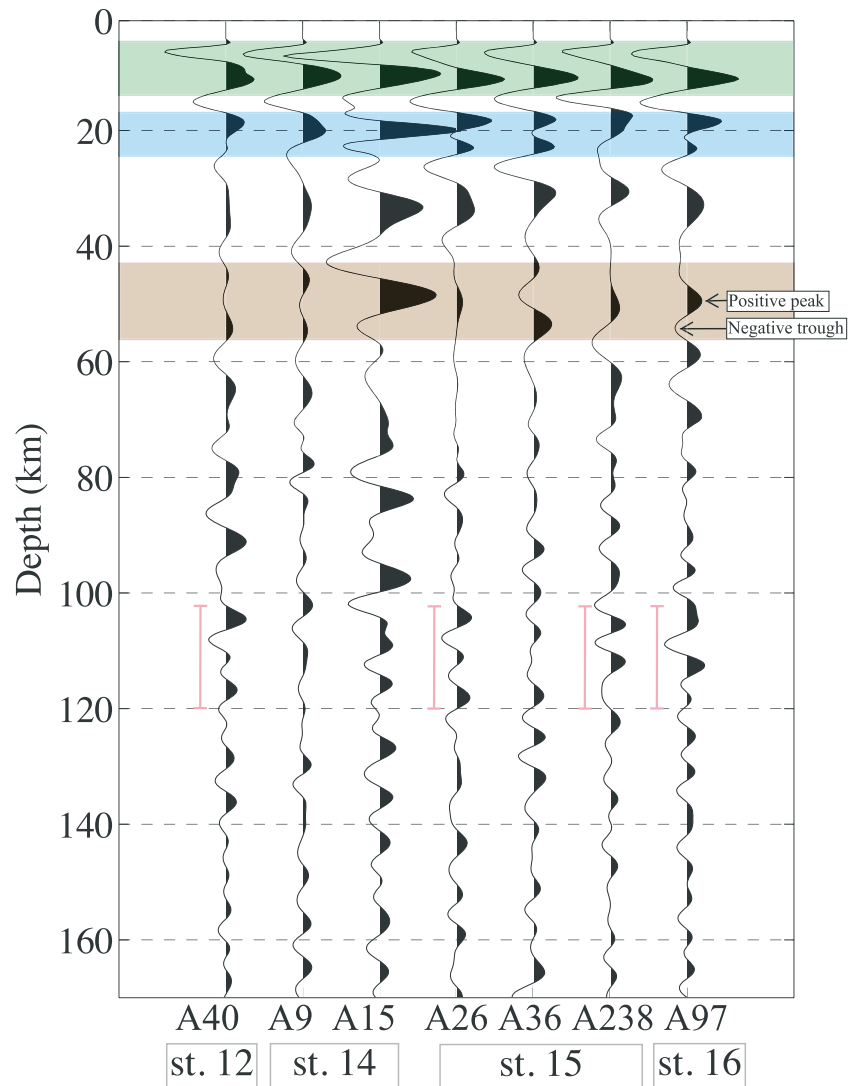 0
20
40
Positive peak
Negative trough
60
Depth (km)
80
100
120
140
160
A40 A9 A15 A26 A36 A238 A97
st. 12 st. 14 st. 15 st. 16